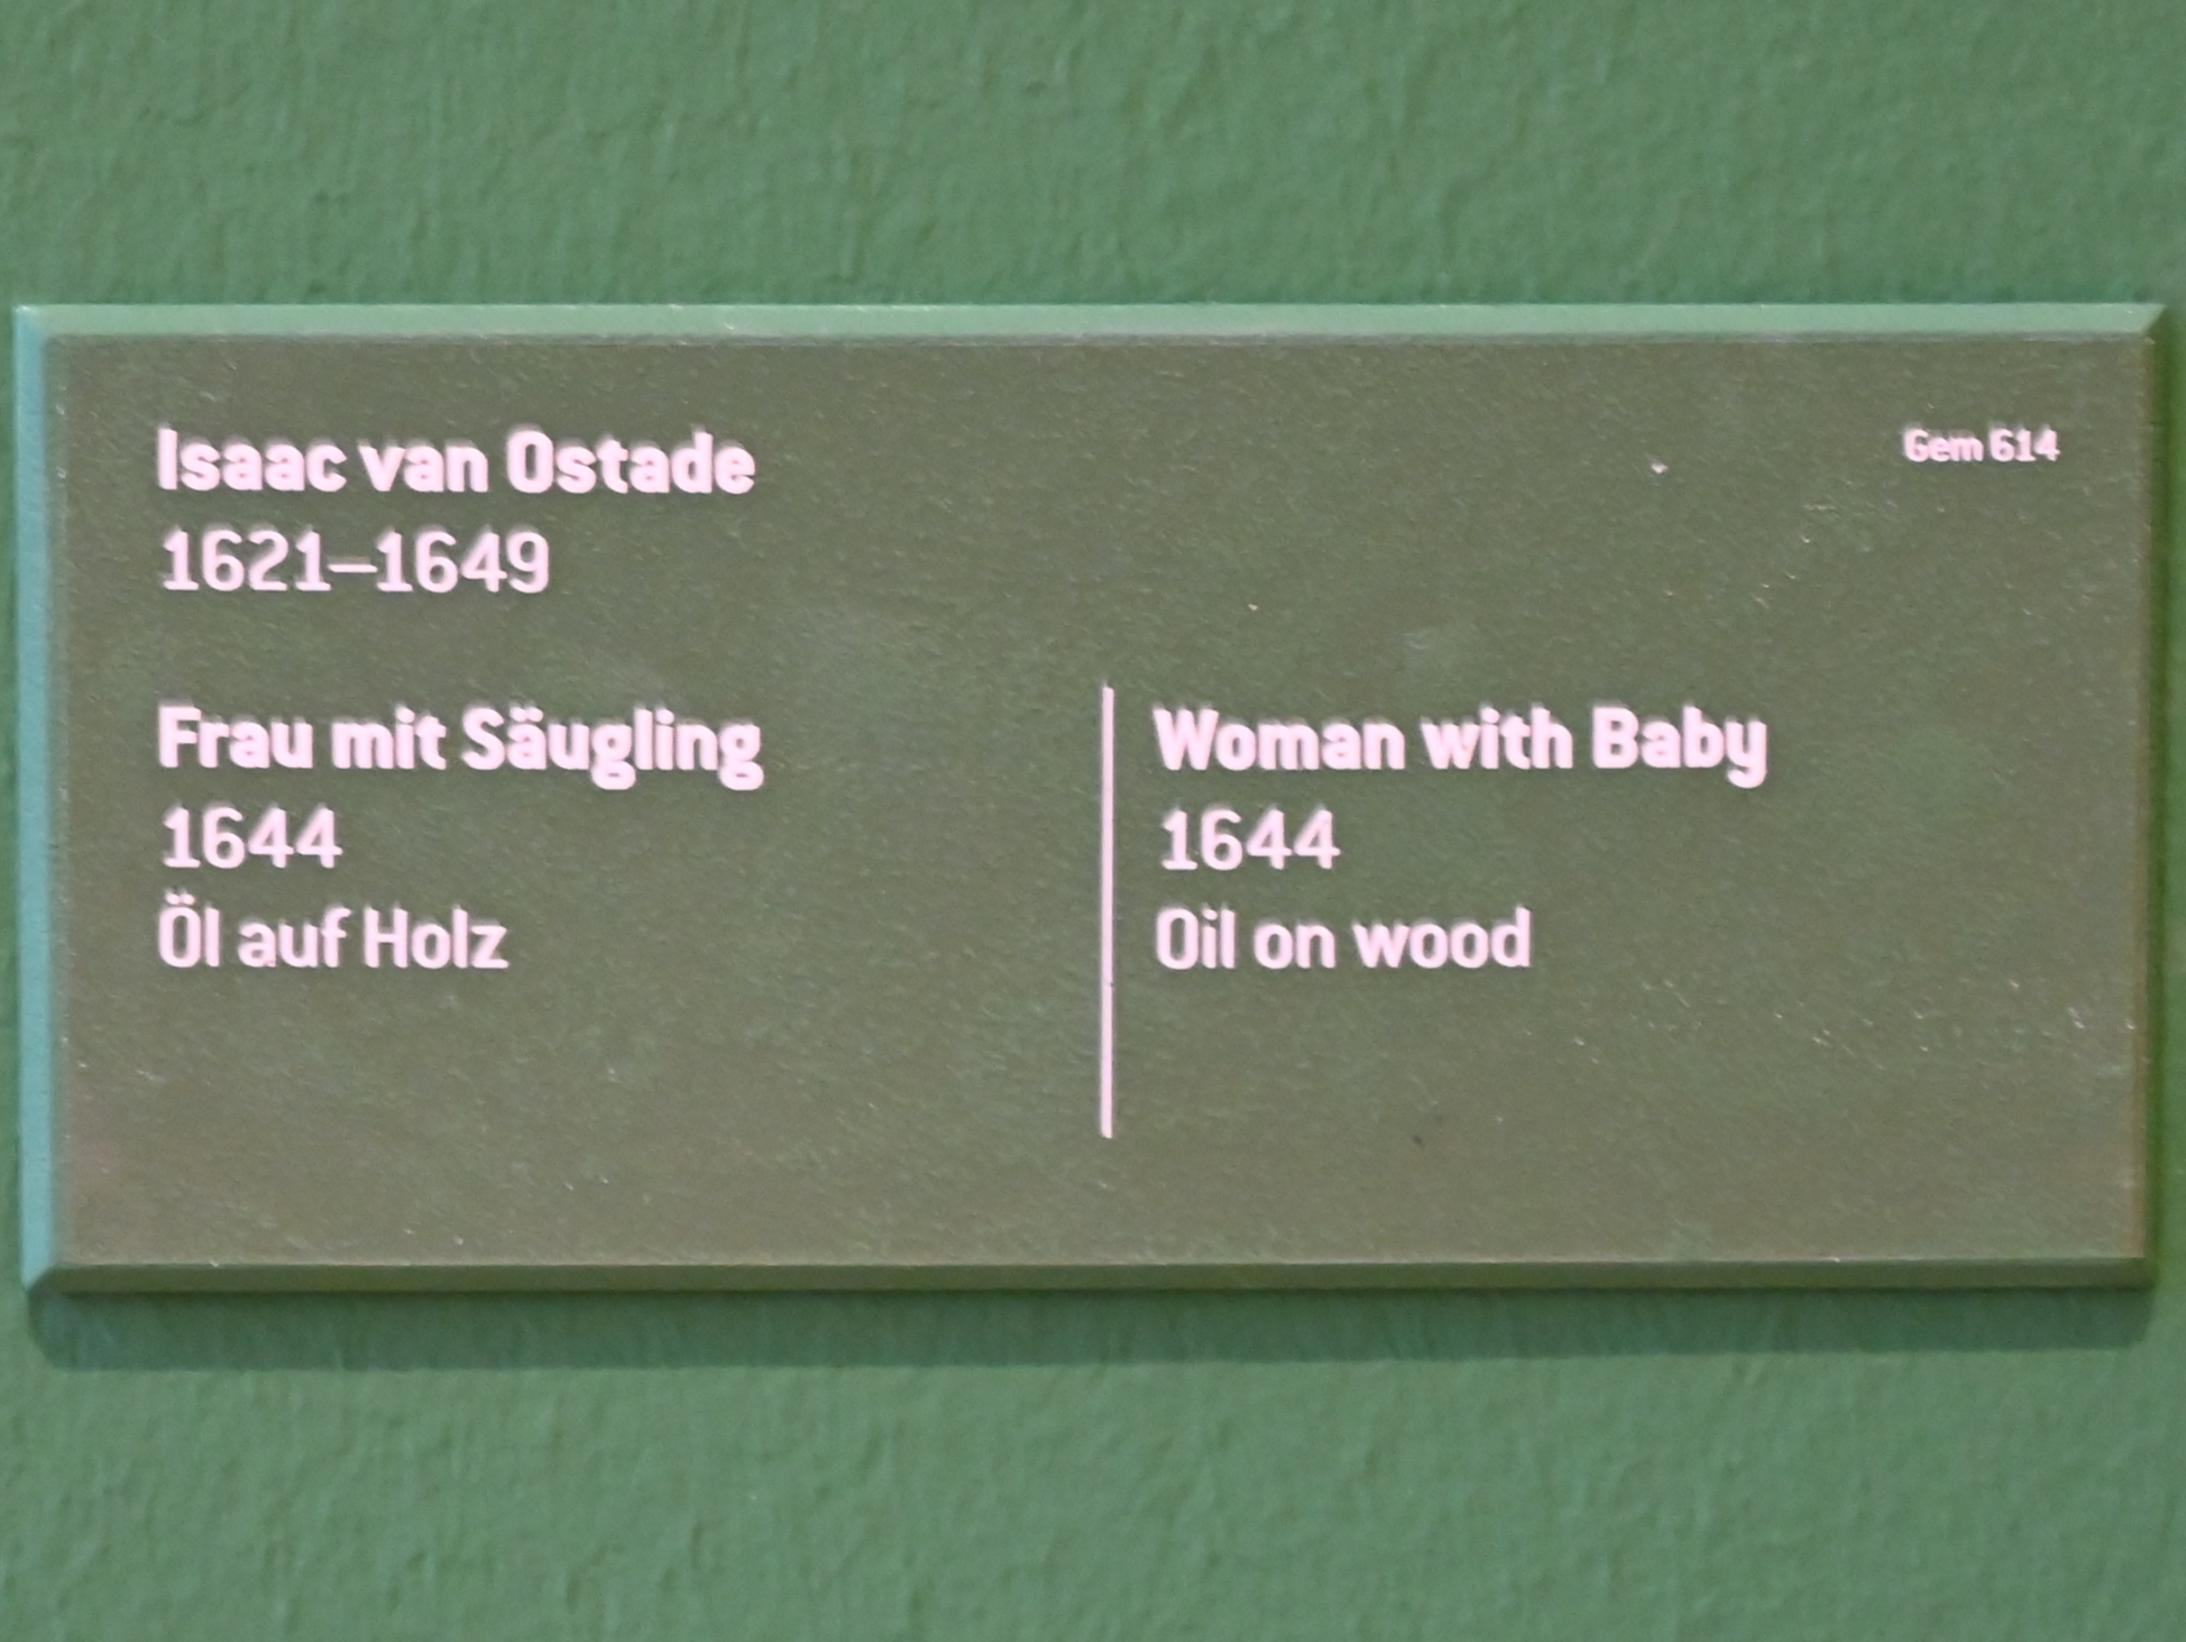 Isaac van Ostade
Gem 614
1621–1649
Frau mit Säugling
1644
Öl auf Holz
Woman with Baby
1644
Oil on wood